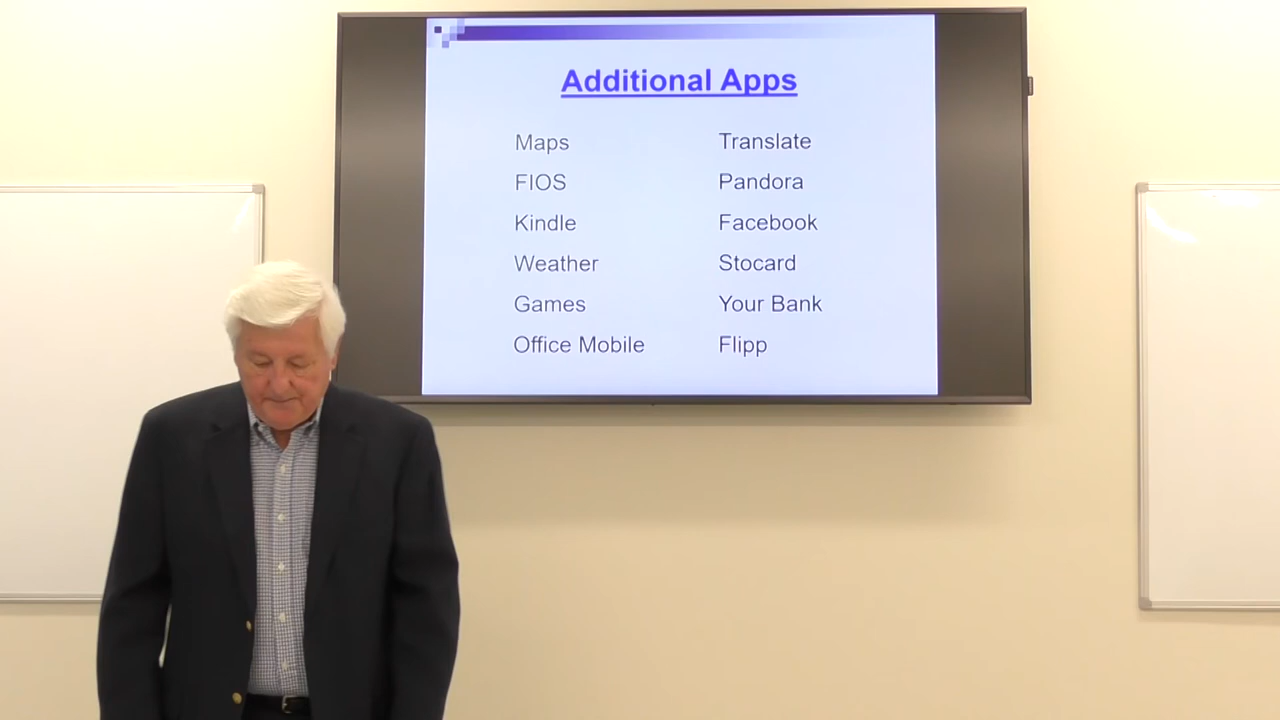 Additional Apps
Maps
FIOS
Kindle
Weather
Games
Office Mobile
Translate
Pandora
Facebook
Stocard
Your Bank
Flipp